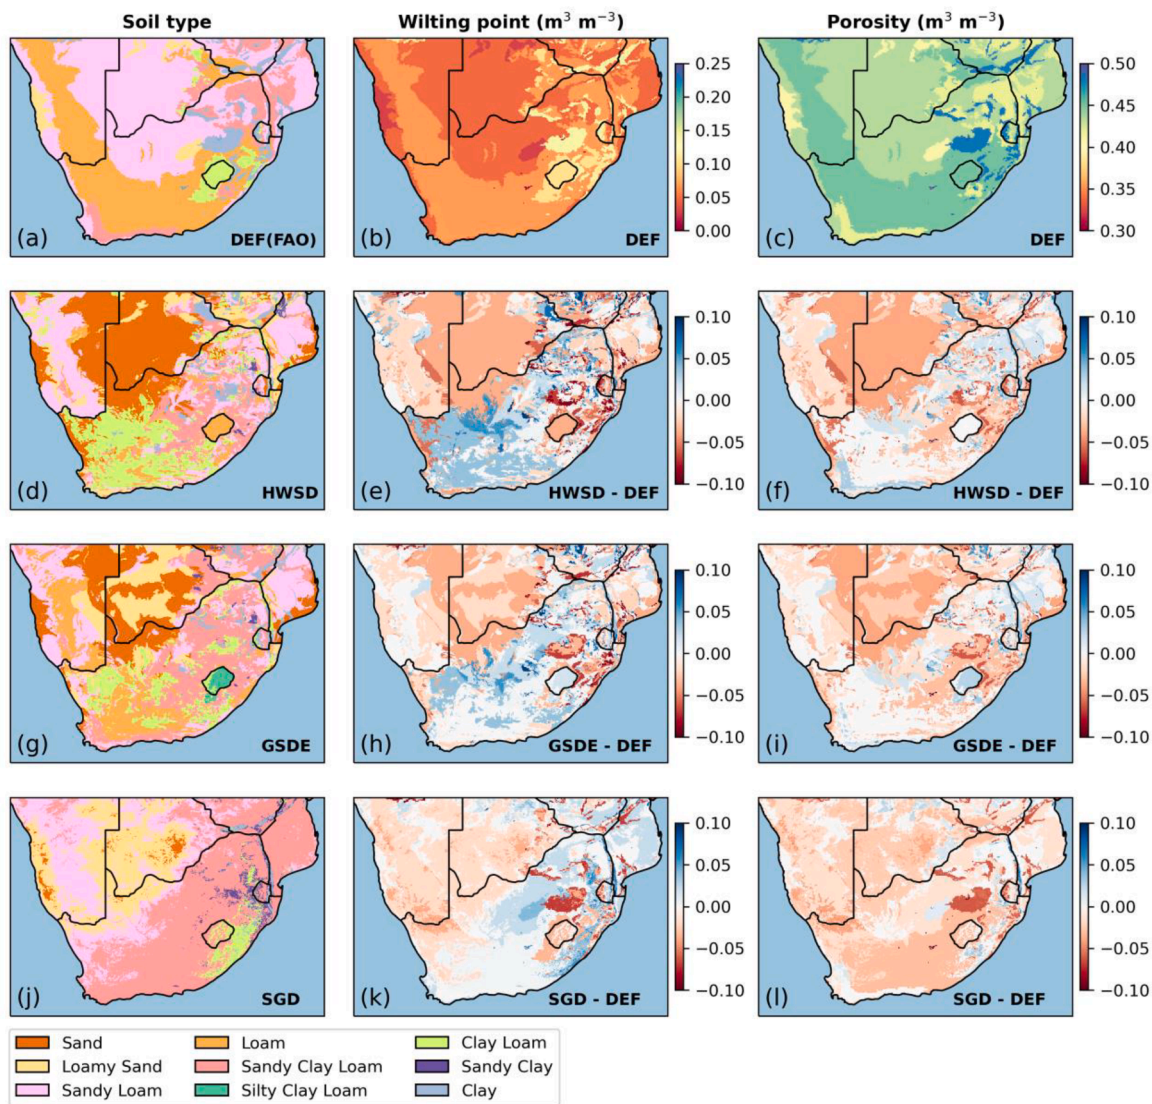 Soil type
Wilting point (m³ m⁻³)
Porosity (m³ m⁻³)
(a)
DEF(FAO)
(b)
DEF
0.25
0.20
0.15
0.10
0.05
0.00
(c)
DEF
0.50
0.45
0.40
0.35
0.30
(d)
HWSD
(e)
HWSD - DEF
0.10
0.05
0.00
−0.05
−0.10
(f)
HWSD - DEF
0.10
0.05
0.00
−0.05
−0.10
(g)
GSDE
(h)
GSDE - DEF
0.10
0.05
0.00
−0.05
−0.10
(i)
GSDE - DEF
0.10
0.05
0.00
−0.05
−0.10
(j)
SGD
(k)
SGD - DEF
0.10
0.05
0.00
−0.05
−0.10
(l)
SGD - DEF
0.10
0.05
0.00
−0.05
−0.10
Sand
Loamy Sand
Sandy Loam
Loam
Sandy Clay Loam
Silty Clay Loam
Clay Loam
Sandy Clay
Clay